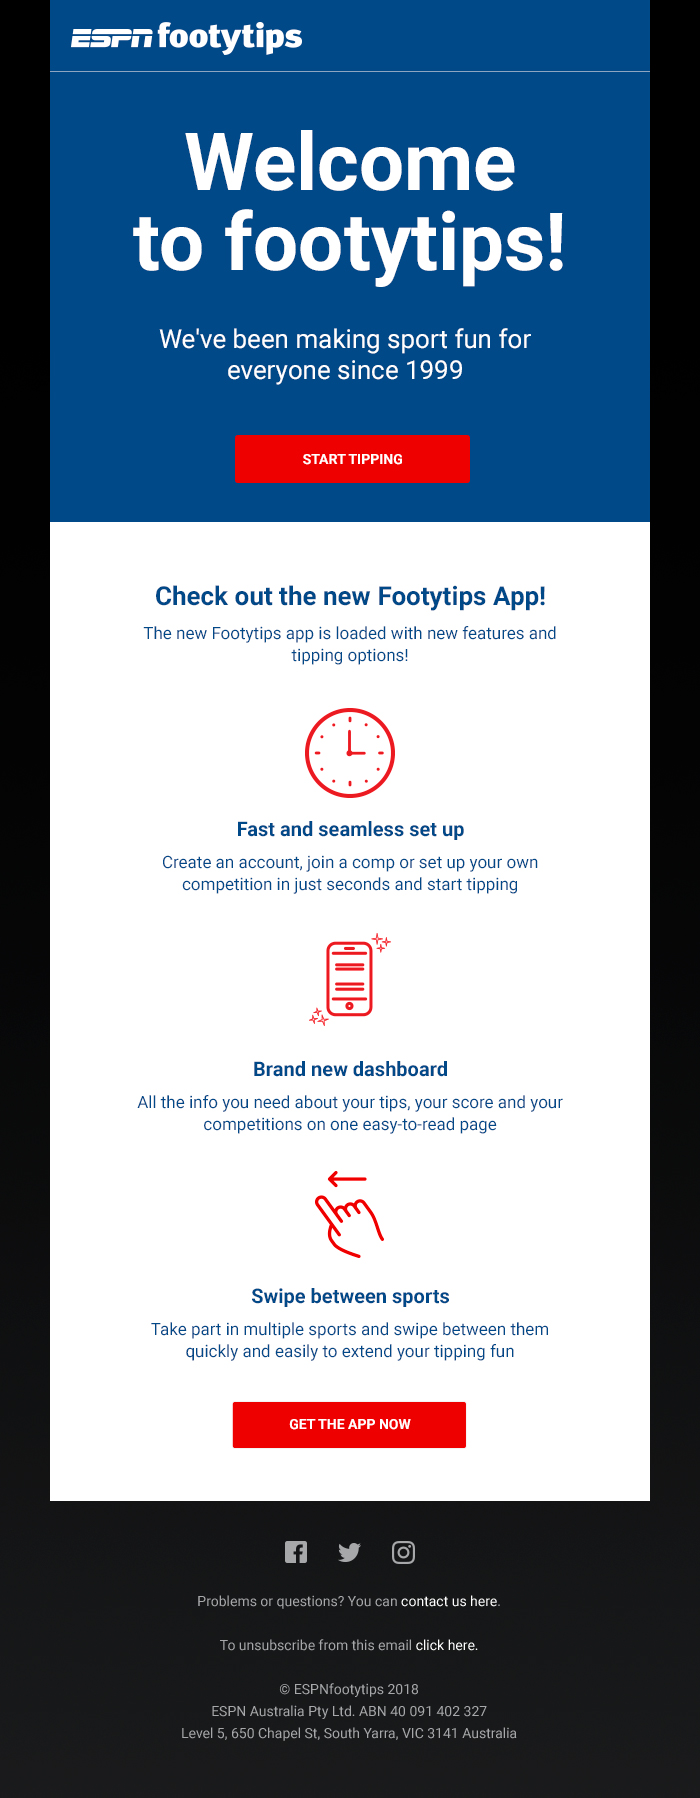 ESPN footytips
Welcome
to footytips!
We've been making sport fun for
everyone since 1999
START TIPPING
Check out the new Footytips App!
The new Footytips app is loaded with new features and
tipping options!
Fast and seamless set up
Create an account, join a comp or set up your own
competition in just seconds and start tipping
Brand new dashboard
All the info you need about your tips, your score and your
competitions on one easy-to-read page
Swipe between sports
Take part in multiple sports and swipe between them
quickly and easily to extend your tipping fun
GET THE APP NOW
Problems or questions? You can contact us here.
To unsubscribe from this email click here.
© ESPNfootytips 2018
ESPN Australia Pty Ltd. ABN 40 091 402 327
Level 5, 650 Chapel St, South Yarra, VIC 3141 Australia